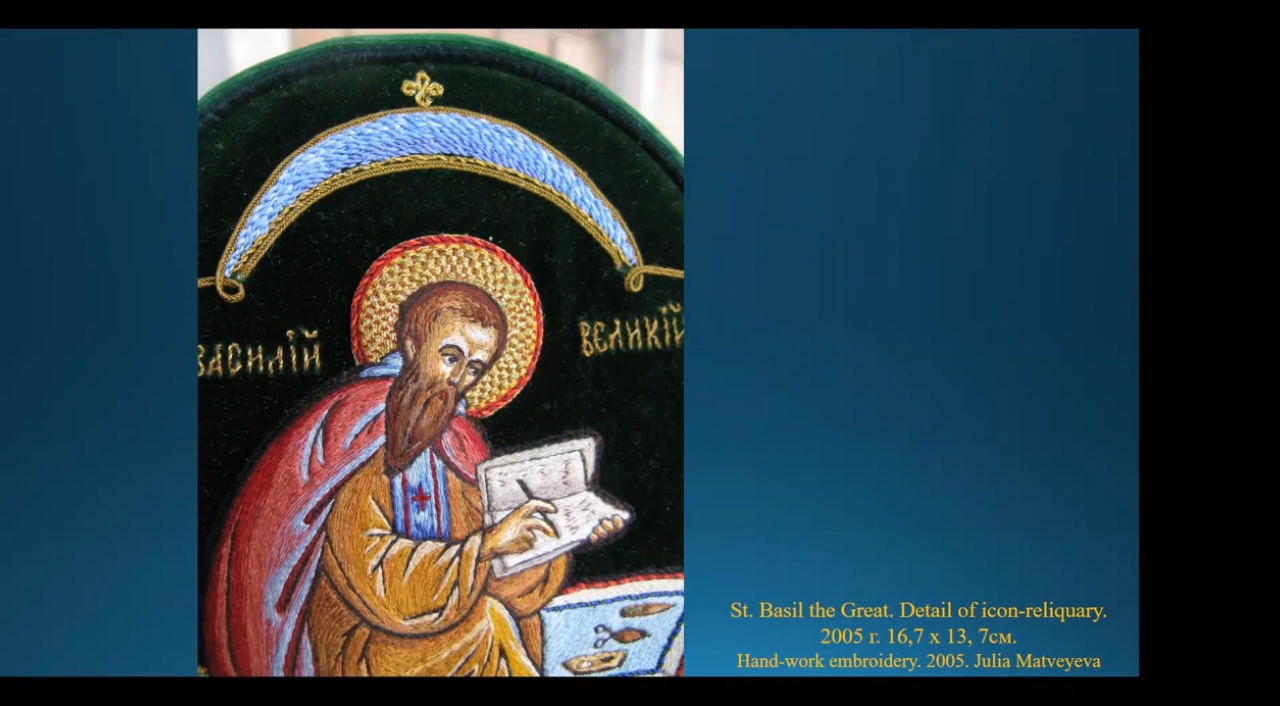 ВАСИЛІЙ
ВЕЛИКІЙ
St. Basil the Great. Detail of icon-reliquary.
2005 г. 16,7 х 13, 7см.
Hand-work embroidery. 2005. Julia Matveyeva